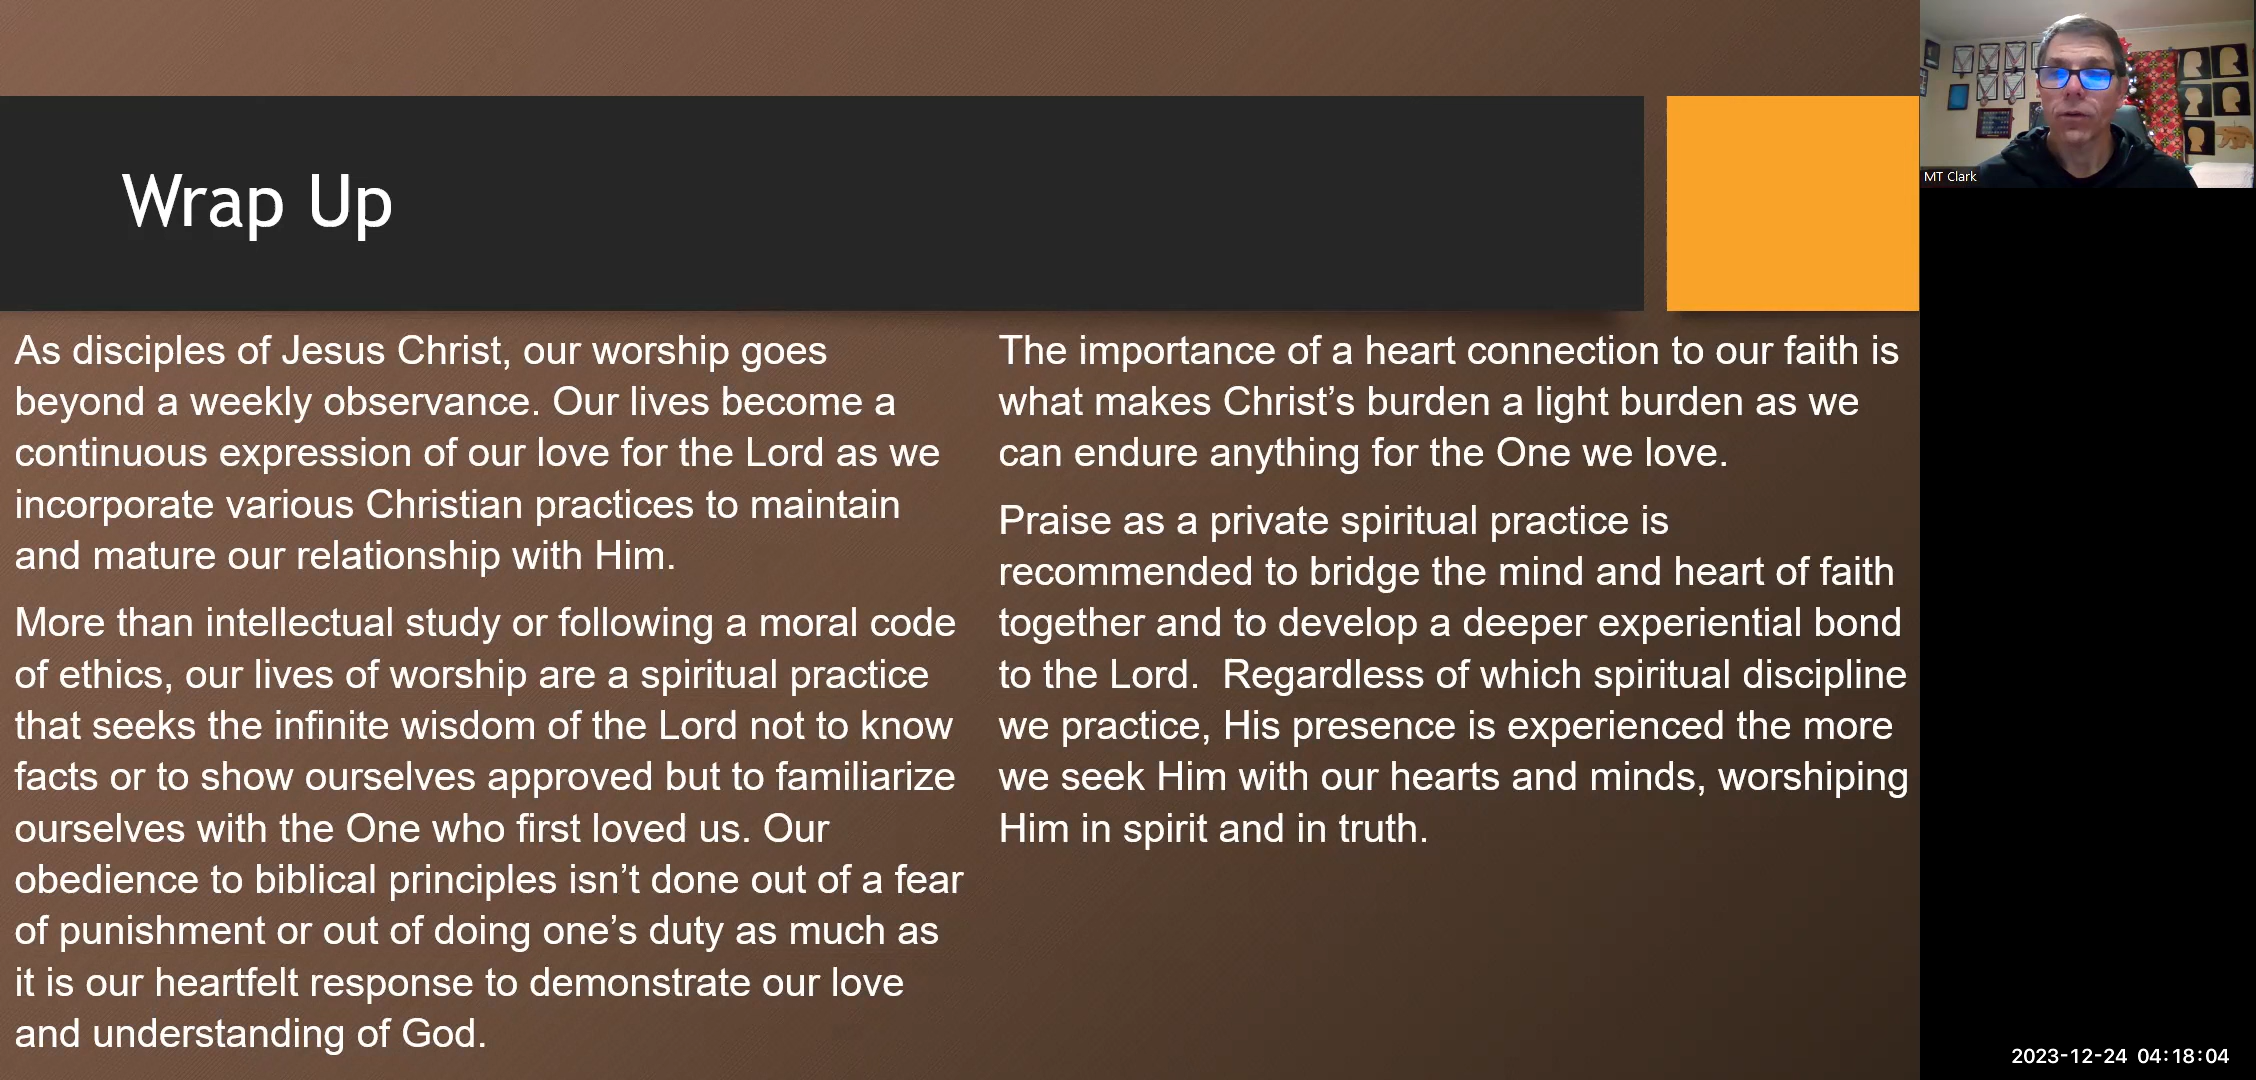 Wrap Up
As disciples of Jesus Christ, our worship goes
beyond a weekly observance. Our lives become a
continuous expression of our love for the Lord as we
incorporate various Christian practices to maintain
and mature our relationship with Him.
More than intellectual study or following a moral code
of ethics, our lives of worship are a spiritual practice
that seeks the infinite wisdom of the Lord not to know
facts or to show ourselves approved but to familiarize
ourselves with the One who first loved us. Our
obedience to biblical principles isn’t done out of a fear
of punishment or out of doing one’s duty as much as
it is our heartfelt response to demonstrate our love
and understanding of God.
The importance of a heart connection to our faith is
what makes Christ’s burden a light burden as we
can endure anything for the One we love.
Praise as a private spiritual practice is
recommended to bridge the mind and heart of faith
together and to develop a deeper experiential bond
to the Lord.  Regardless of which spiritual discipline
we practice, His presence is experienced the more
we seek Him with our hearts and minds, worshiping
Him in spirit and in truth.
MT Clark
2023-12-24 04:18:04